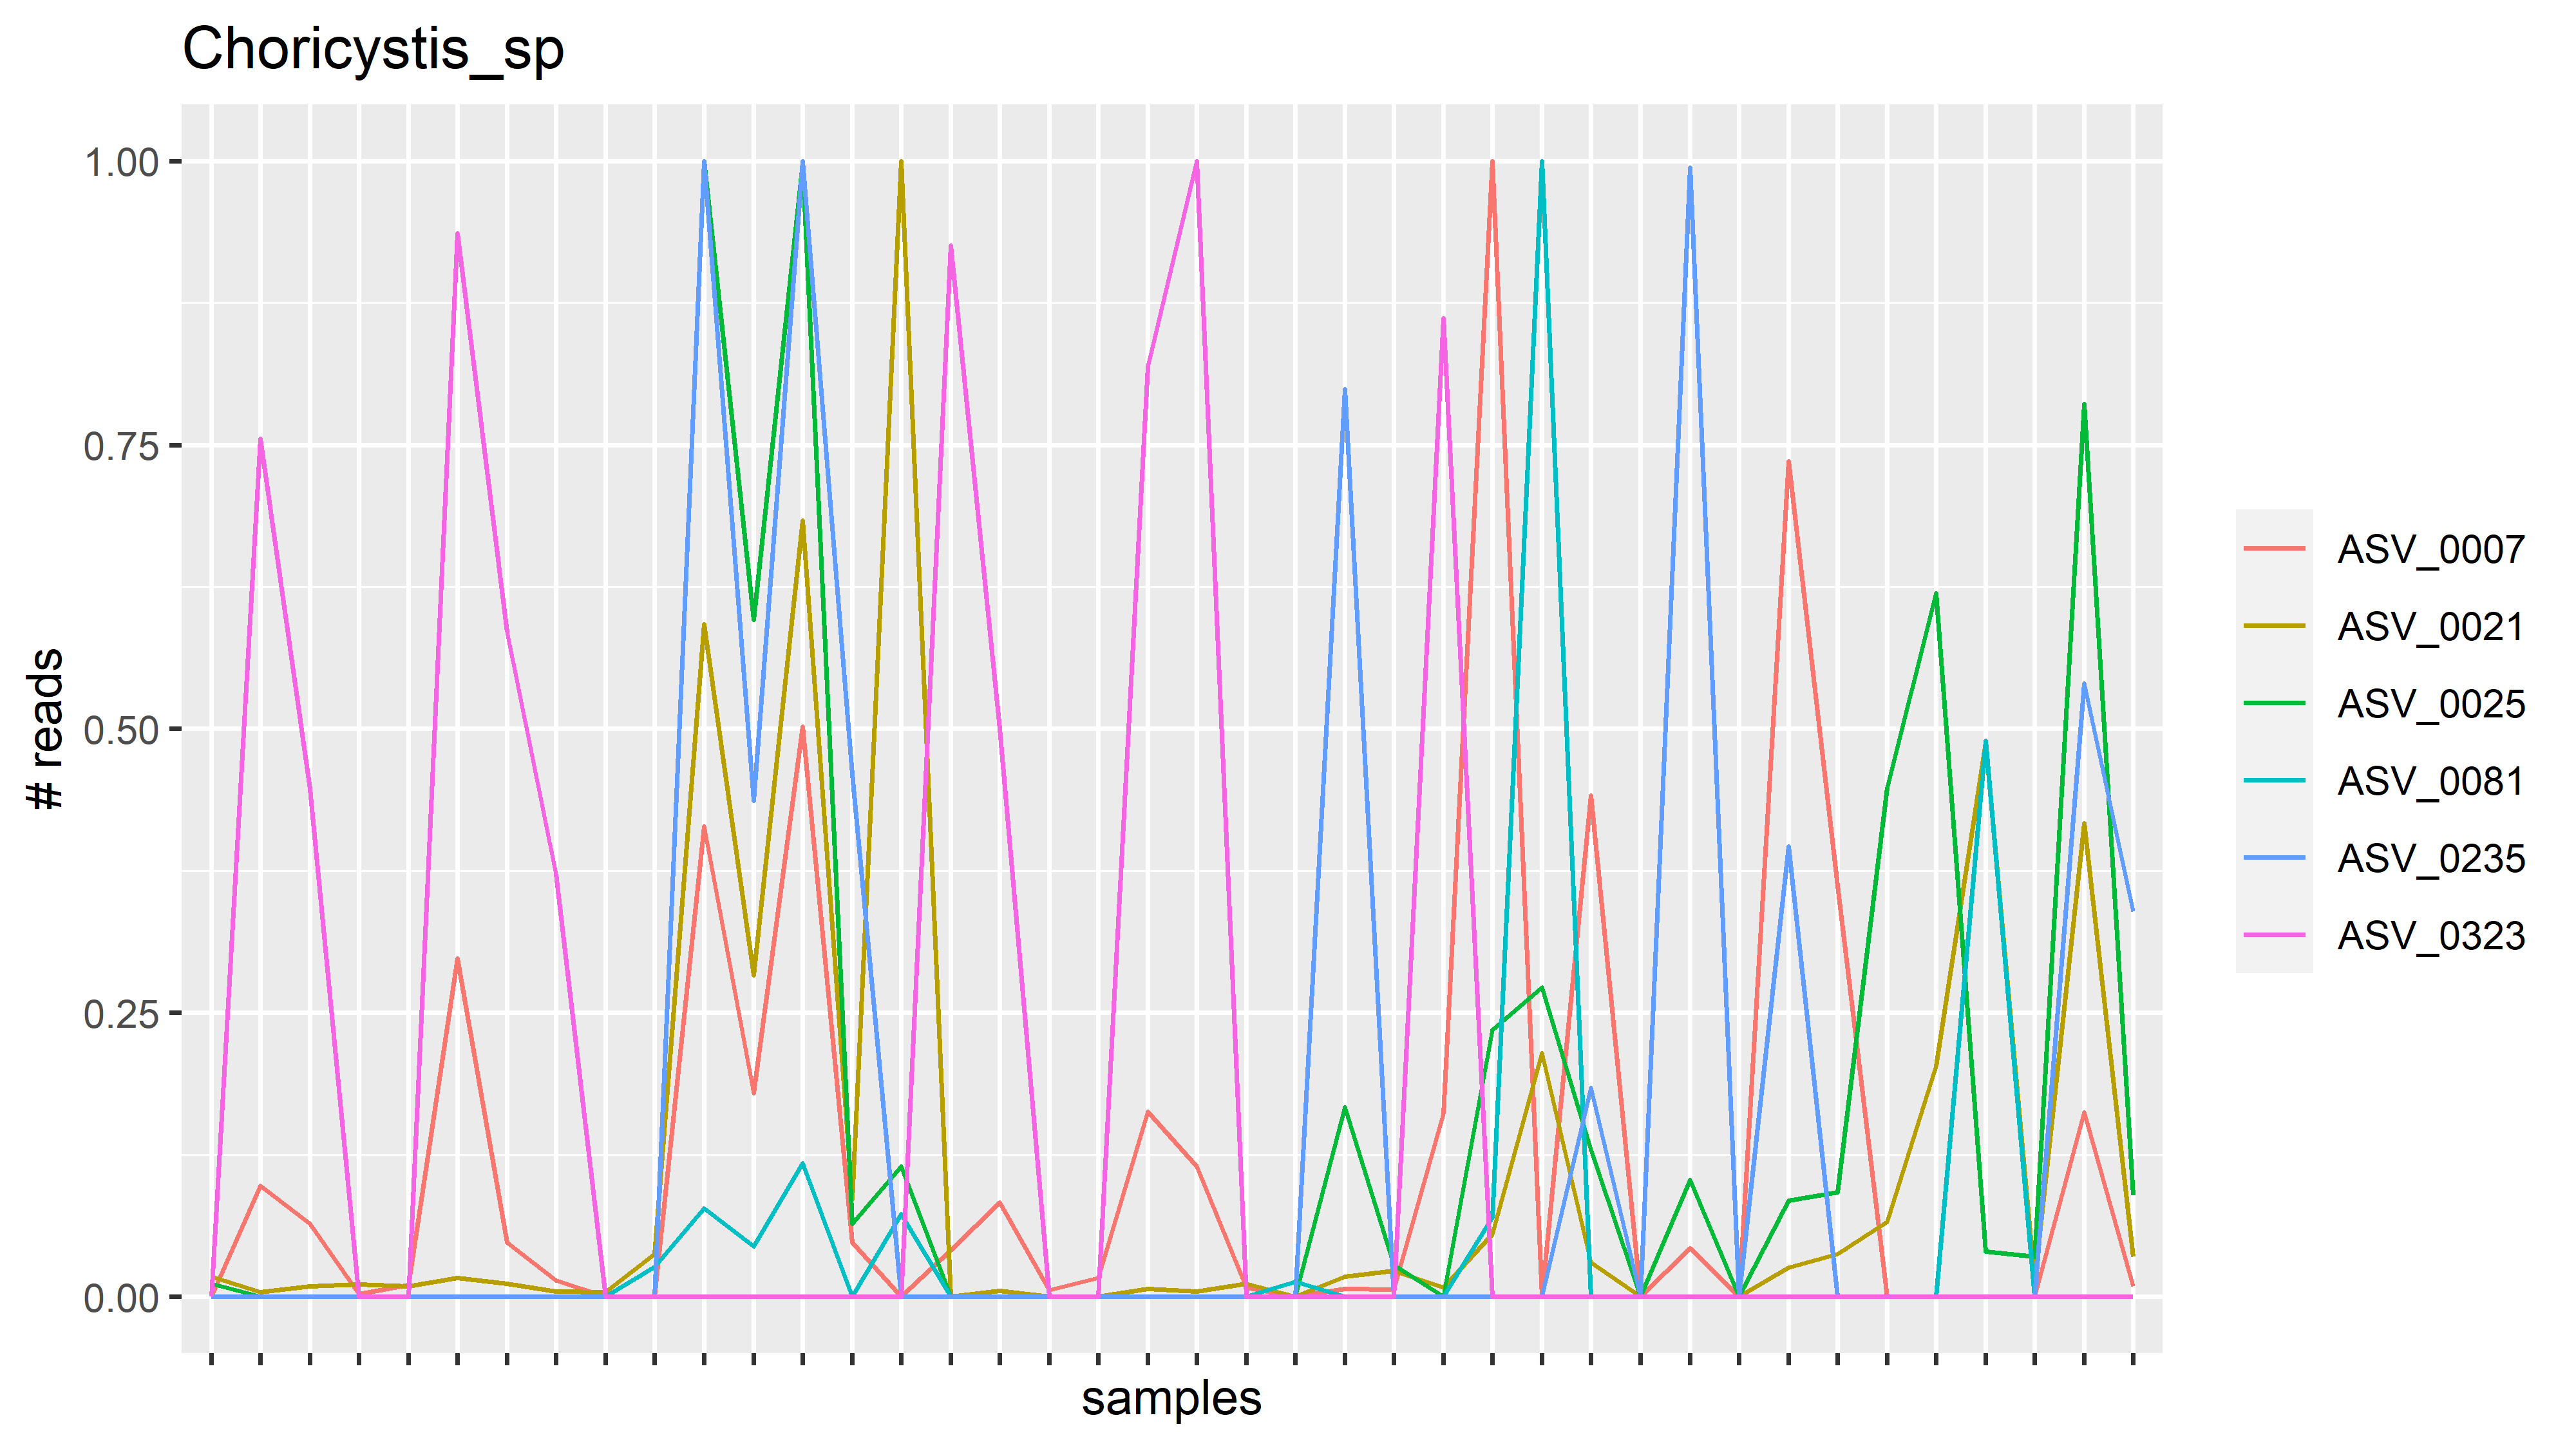 Choricystis_sp
1.00
0.75
0.50
0.25
0.00
# reads
samples
ASV_0007
ASV_0021
ASV_0025
ASV_0081
ASV_0235
ASV_0323